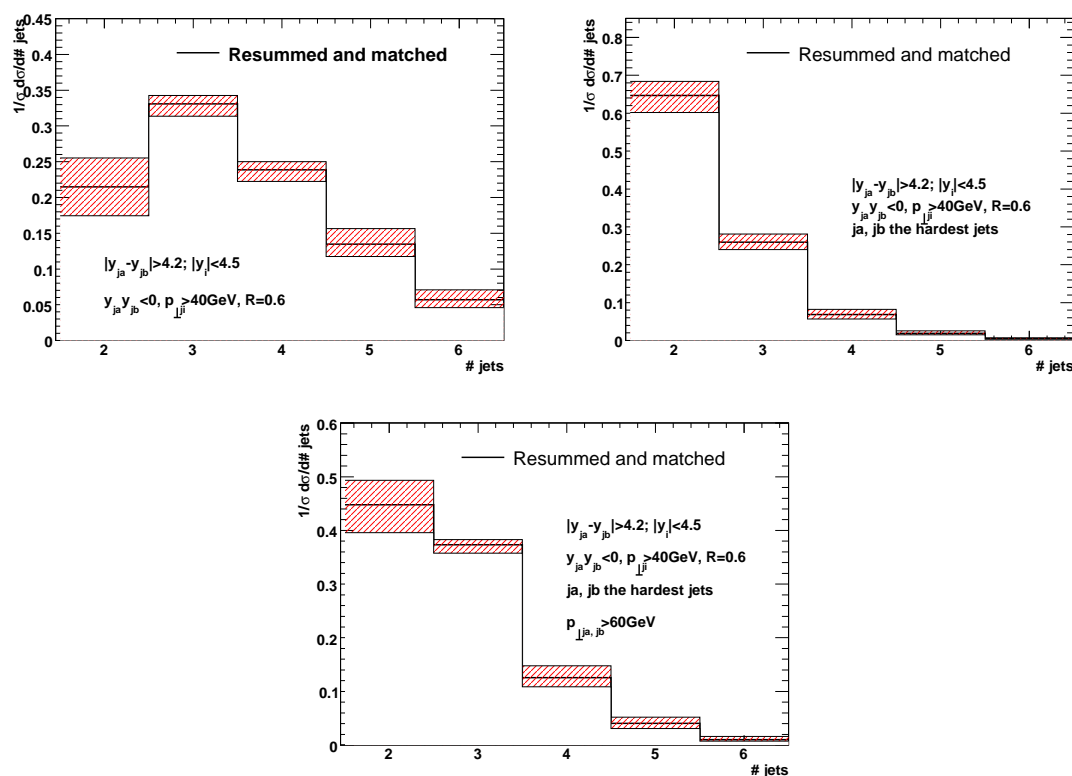 1/σ dσ/d# jets
0.45
0.4
0.35
0.3
0.25
0.2
0.15
0.1
0.05
0
Resummed and matched
|y_ja-y_jb|>4.2; |y_i|<4.5
y_ja y_jb<0, p_⊥ji>40GeV, R=0.6
2 3 4 5 6
# jets
1/σ dσ/d# jets
0.8
0.7
0.6
0.5
0.4
0.3
0.2
0.1
0
Resummed and matched
|y_ja-y_jb|>4.2; |y_i|<4.5
y_ja y_jb<0, p_⊥ji>40GeV, R=0.6
ja, jb the hardest jets
2 3 4 5 6
# jets
1/σ dσ/d# jets
0.6
0.5
0.4
0.3
0.2
0.1
0
Resummed and matched
|y_ja-y_jb|>4.2; |y_i|<4.5
y_ja y_jb<0, p_⊥ji>40GeV, R=0.6
ja, jb the hardest jets
p_⊥ja, jb>60GeV
2 3 4 5 6
# jets